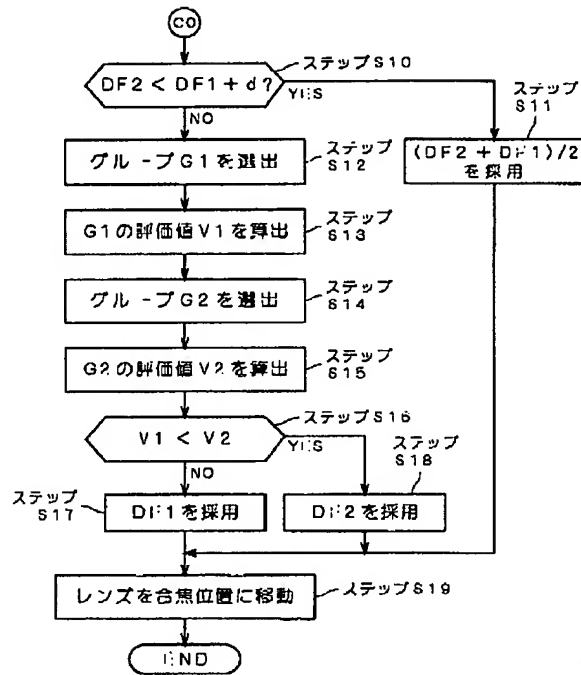 C0
ステップS10
DF2 < DF1 + d?
YES
NO
ステップ
S11
(DF2 + DF1)/2
を採用
グループG1を選出
ステップ
S12
G1の評価値V1を算出
ステップ
S13
グループG2を選出
ステップ
S14
G2の評価値V2を算出
ステップ
S15
ステップS16
V1 < V2
YES
NO
ステップ
S17
DF1を採用
ステップ
S18
DF2を採用
レンズを合焦位置に移動
ステップS19
END